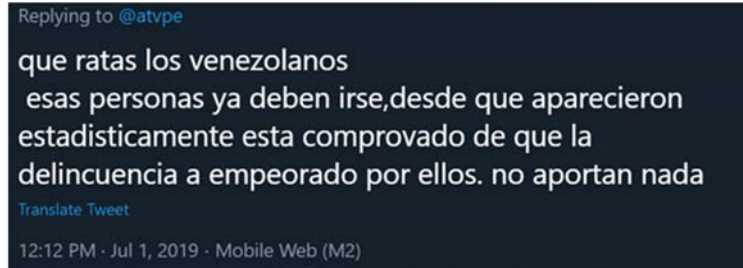 Replying to @atvpe
que ratas los venezolanos
esas personas ya deben irse,desde que aparecieron
estadisticamente esta comprovado de que la
delincuencia a empeorado por ellos. no aportan nada
Translate Tweet
12:12 PM · Jul 1, 2019 · Mobile Web (M2)